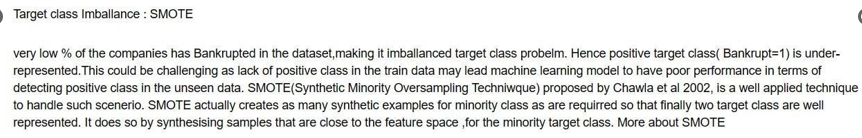 Target class Imballance : SMOTE
very low % of the companies has Bankrupted in the dataset,making it imballanced target class probelm. Hence positive target class( Bankrupt=1) is under-
represented.This could be challenging as lack of positive class in the train data may lead machine learning model to have poor performance in terms of
detecting positive class in the unseen data. SMOTE(Synthetic Minority Oversampling Techniwque) proposed by Chawla et al 2002, is a well applied technique
to handle such scenerio. SMOTE actually creates as many synthetic examples for minority class as are requirred so that finally two target class are well
represented. It does so by synthesising samples that are close to the feature space ,for the minority target class. More about SMOTE